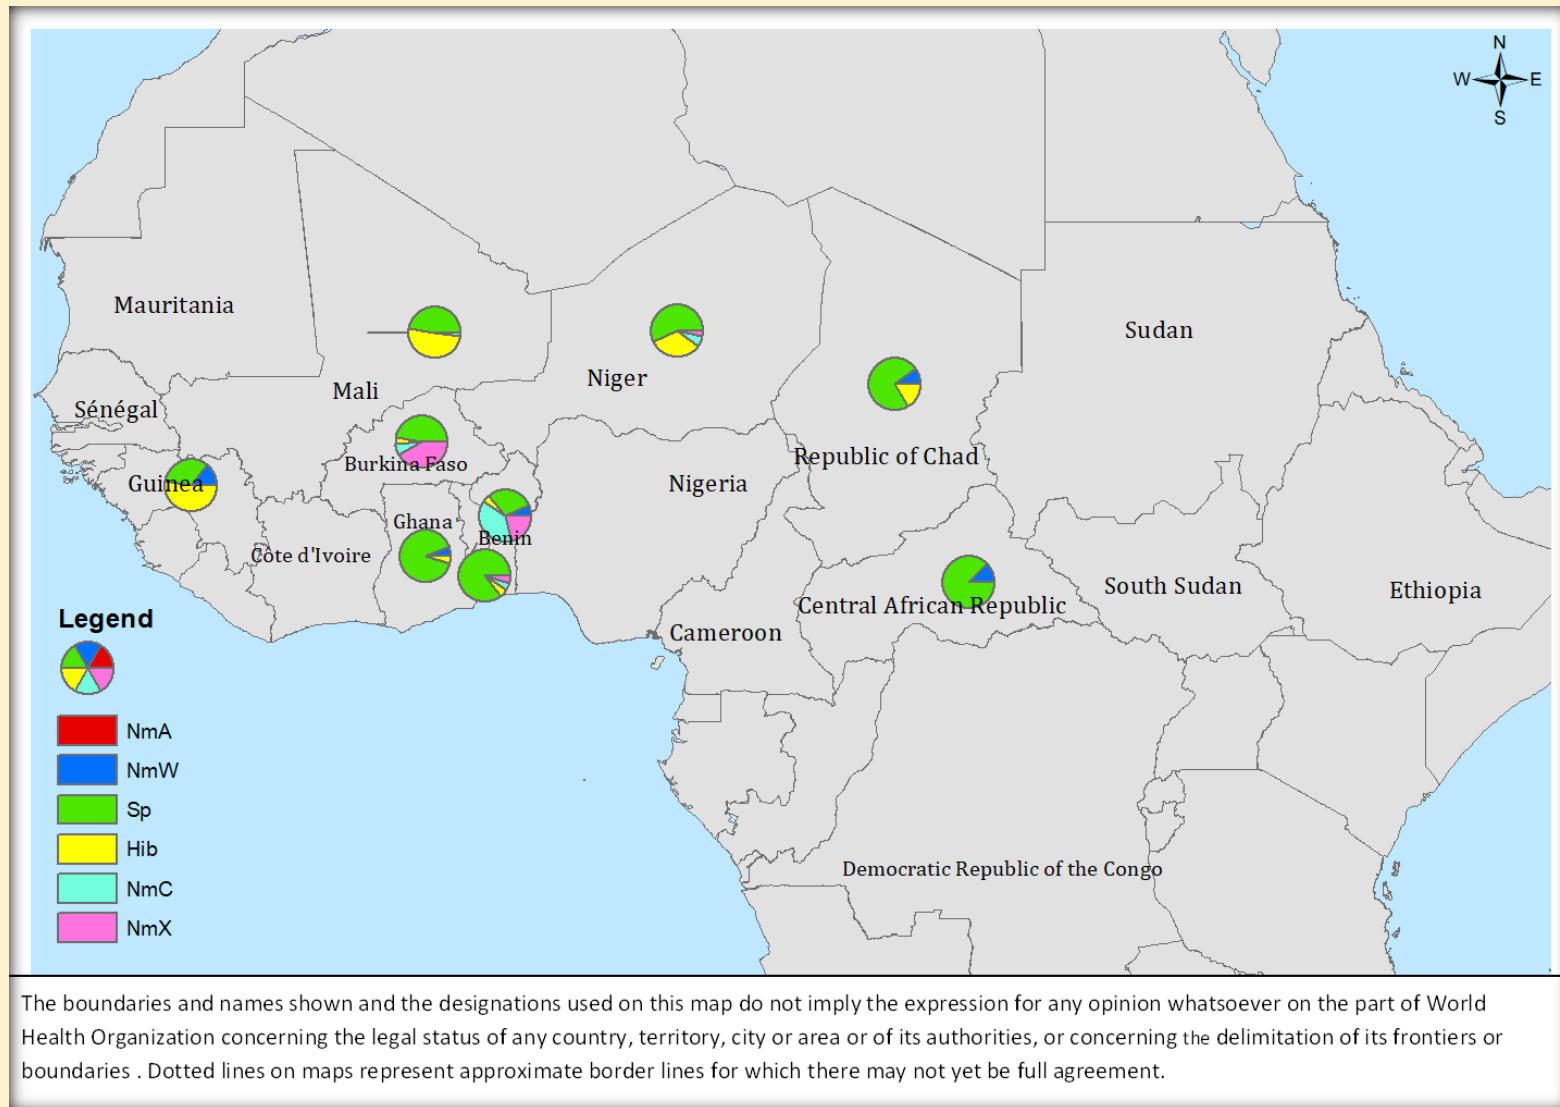 N
W E
S
Mauritania
Sudan
Niger
Mali
Sénégal
Republic of Chad
Burkina Faso
Guinea
Nigeria
Ghana
Benin
Côte d'Ivoire
South Sudan
Ethiopia
Central African Republic
Legend
Cameroon
NmA
NmW
Sp
Hib
Democratic Republic of the Congo
NmC
NmX
The boundaries and names shown and the designations used on this map do not imply the expression for any opinion whatsoever on the part of World
Health Organization concerning the legal status of any country, territory, city or area or of its authorities, or concerning the delimitation of its frontiers or
boundaries . Dotted lines on maps represent approximate border lines for which there may not yet be full agreement.